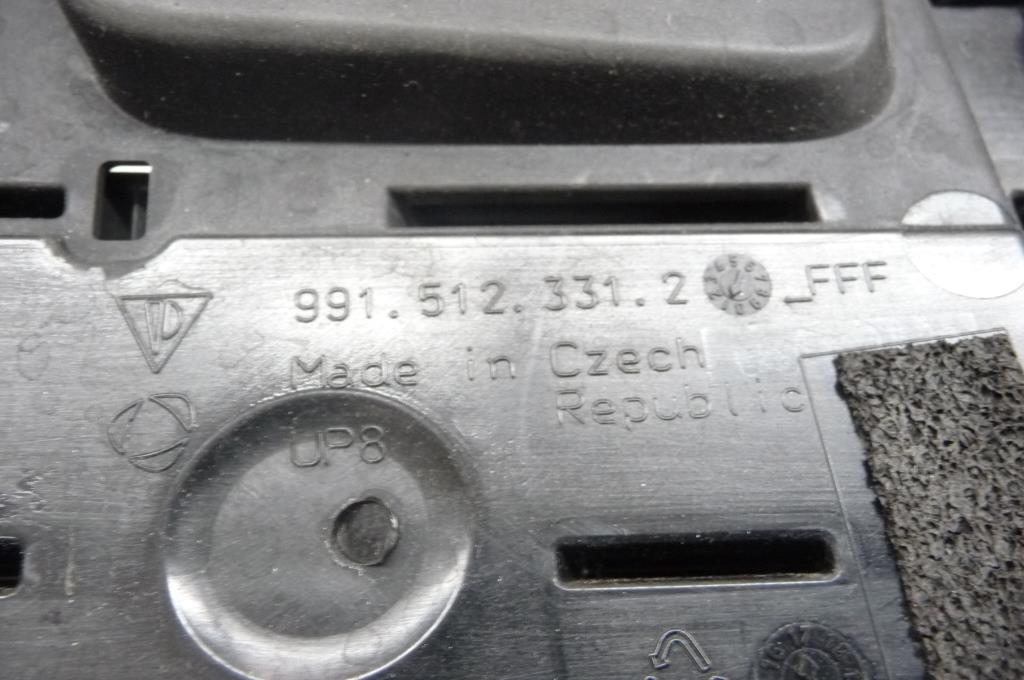 991.512.331.2 _FFF
Made in Czech
Republic
UP8